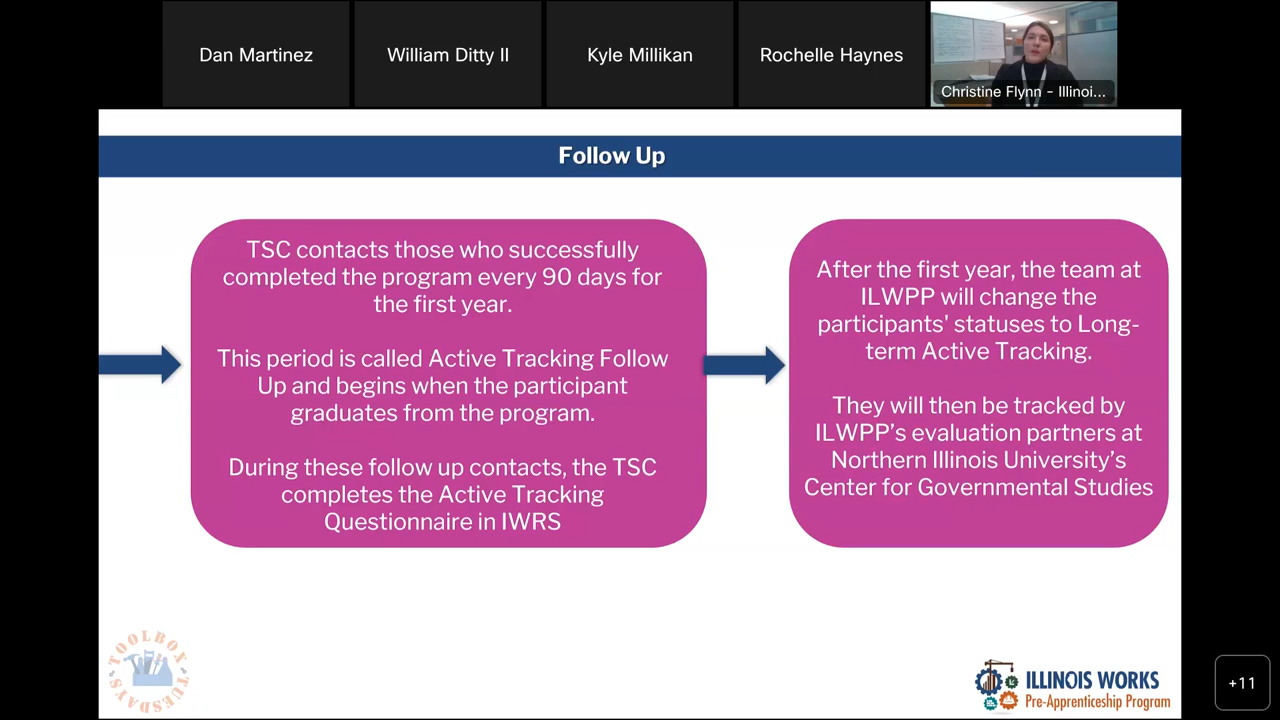 Dan Martinez
William Ditty II
Kyle Millikan
Rochelle Haynes
Christine Flynn - Illinoi...
Follow Up
TSC contacts those who successfully
completed the program every 90 days for
the first year.
This period is called Active Tracking Follow
Up and begins when the participant
graduates from the program.
During these follow up contacts, the TSC
completes the Active Tracking
Questionnaire in IWRS
After the first year, the team at
ILWPP will change the
participants' statuses to Long-
term Active Tracking.
They will then be tracked by
ILWPP’s evaluation partners at
Northern Illinois University’s
Center for Governmental Studies
TOOLBOX
TUESDAYS
ILLINOIS WORKS
Pre-Apprenticeship Program
+11